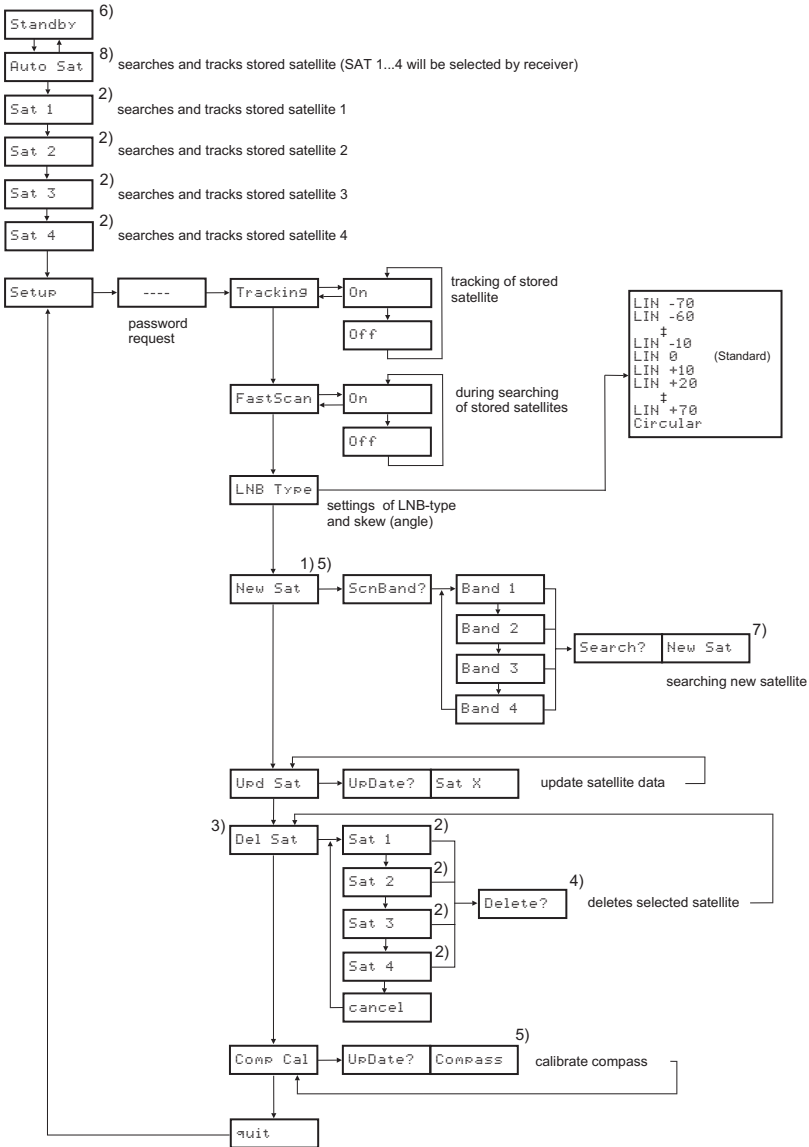 Standby 6)
Auto Sat 8) searches and tracks stored satellite (SAT 1...4 will be selected by receiver)
Sat 1 2) searches and tracks stored satellite 1
Sat 2 2) searches and tracks stored satellite 2
Sat 3 2) searches and tracks stored satellite 3
Sat 4 2) searches and tracks stored satellite 4
Setup
----
password
request
Tracking
On
Off
tracking of stored
satellite
FastScan
On
Off
during searching
of stored satellites
LNB Type
settings of LNB-type
and skew (angle)
LIN -70
LIN -60
‡
LIN -10
LIN 0 (Standard)
LIN +10
LIN +20
‡
LIN +70
Circular
New Sat 1) 5)
ScnBand?
Band 1
Band 2
Band 3
Band 4
Search? New Sat 7)
searching new satellite
Upd Sat
UpDate? Sat X
update satellite data
3) Del Sat
Sat 1 2)
Sat 2 2)
Sat 3 2)
Sat 4 2)
cancel
Delete? 4)
deletes selected satellite
Comp Cal
UpDate? Compass 5)
calibrate compass
quit